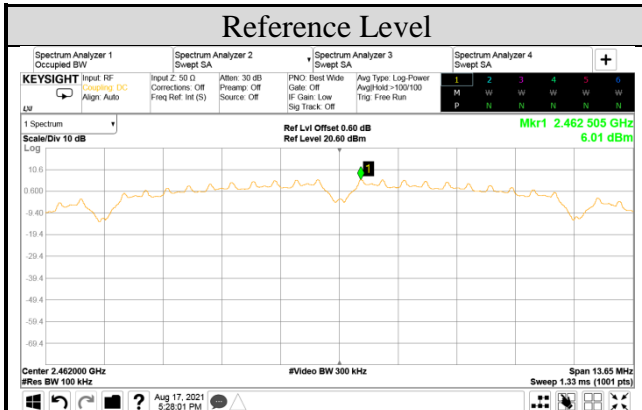 Reference Level
Spectrum Analyzer 1
Occupied BW
Spectrum Analyzer 2
Swept SA
Spectrum Analyzer 3
Swept SA
Spectrum Analyzer 4
Swept SA
+
KEYSIGHT
Input: RF
Coupling: DC
Align: Auto
Input Z: 50 Ω
Corrections: Off
Freq Ref: Int (S)
Atten: 30 dB
Preamp: Off
Source: Off
PNO: Best Wide
Gate: Off
IF Gain: Low
Sig Track: Off
Avg Type: Log-Power
Avg|Hold:>100/100
Trig: Free Run
1 2 3 4 5 6
M W W W W W
P N N N N N
LXI
1 Spectrum
Scale/Div 10 dB
Log
Ref Lvl Offset 0.60 dB
Ref Level 20.60 dBm
Mkr1 2.462 505 GHz
6.01 dBm
1
10.6
0.600
-9.40
-19.4
-29.4
-39.4
-49.4
-59.4
-69.4
Center 2.462000 GHz
#Res BW 100 kHz
#Video BW 300 kHz
Span 13.65 MHz
Sweep 1.33 ms (1001 pts)
?
Aug 17, 2021
5:28:01 PM